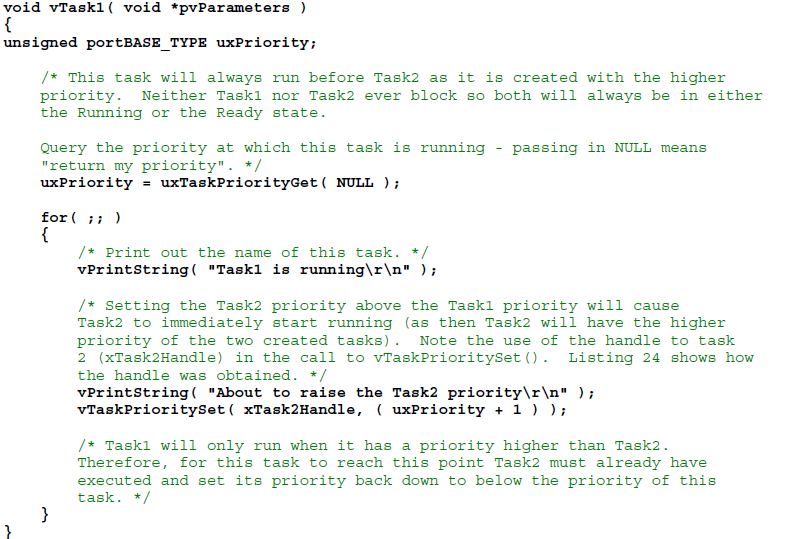 void vTask1( void *pvParameters )
{
unsigned portBASE_TYPE uxPriority;
/* This task will always run before Task2 as it is created with the higher
priority.  Neither Task1 nor Task2 ever block so both will always be in either
the Running or the Ready state.
Query the priority at which this task is running - passing in NULL means
"return my priority". */
uxPriority = uxTaskPriorityGet( NULL );
for( ;; )
{
/* Print out the name of this task. */
vPrintString( "Task1 is running\r\n" );
/* Setting the Task2 priority above the Task1 priority will cause
Task2 to immediately start running (as then Task2 will have the higher
priority of the two created tasks).  Note the use of the handle to task
2 (xTask2Handle) in the call to vTaskPrioritySet().  Listing 24 shows how
the handle was obtained. */
vPrintString( "About to raise the Task2 priority\r\n" );
vTaskPrioritySet( xTask2Handle, ( uxPriority + 1 ) );
/* Task1 will only run when it has a priority higher than Task2.
Therefore, for this task to reach this point Task2 must already have
executed and set its priority back down to below the priority of this
task. */
}
}